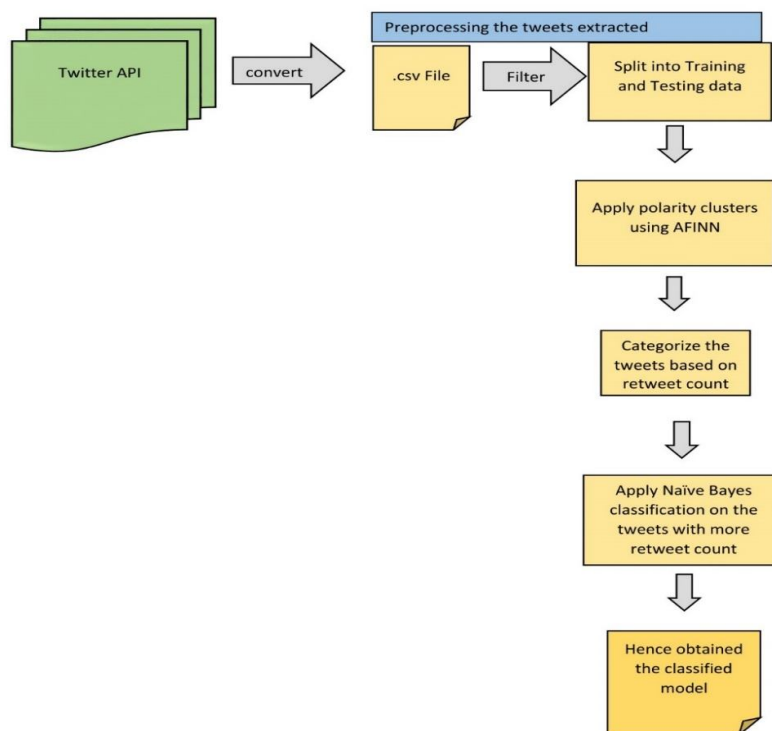 Preprocessing the tweets extracted
Twitter API
convert
.csv File
Filter
Split into Training
and Testing data
Apply polarity clusters
using AFINN
Categorize the
tweets based on
retweet count
Apply Naïve Bayes
classification on the
tweets with more
retweet count
Hence obtained
the classified
model